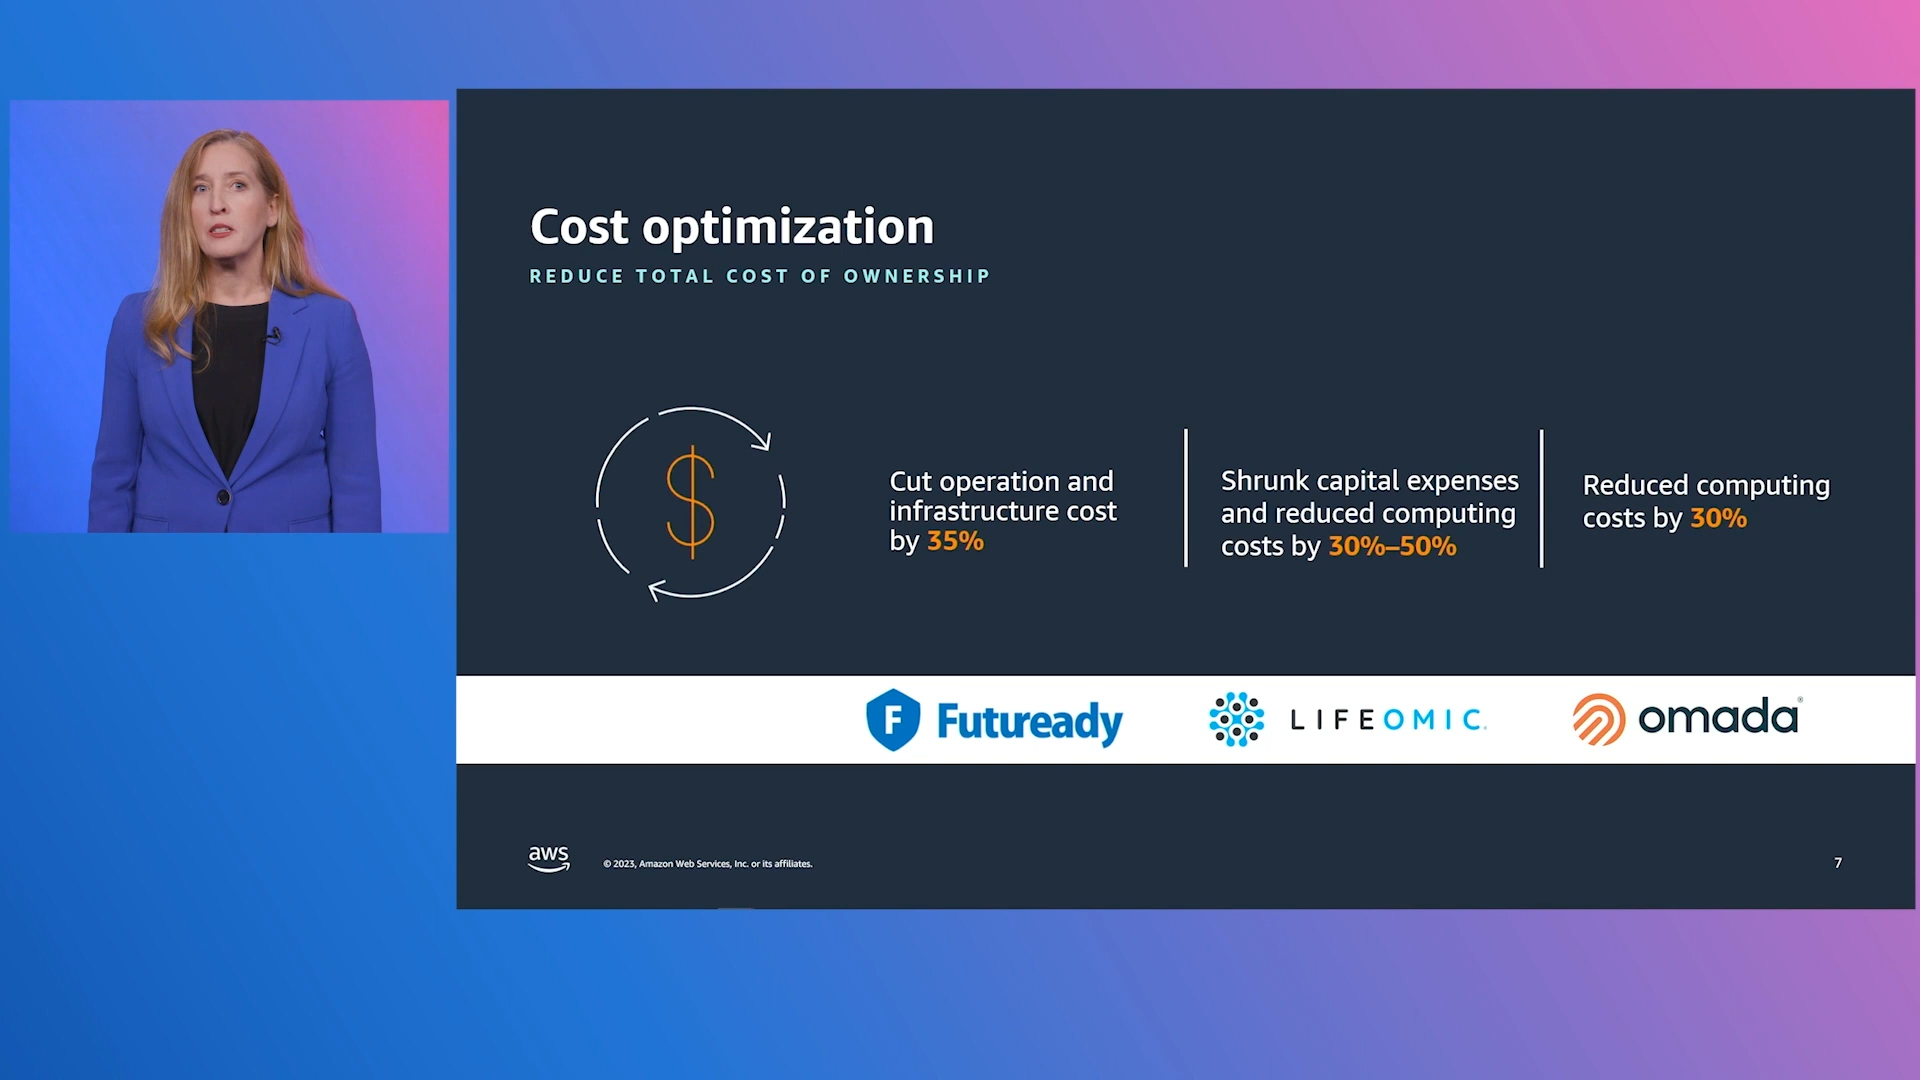 Cost optimization
REDUCE TOTAL COST OF OWNERSHIP
$
Cut operation and
infrastructure cost
by 35%
Shrunk capital expenses
and reduced computing
costs by 30%–50%
Reduced computing
costs by 30%
F Futuready
LIFEOMIC
omada®
aws
© 2023, Amazon Web Services, Inc. or its affiliates.
7